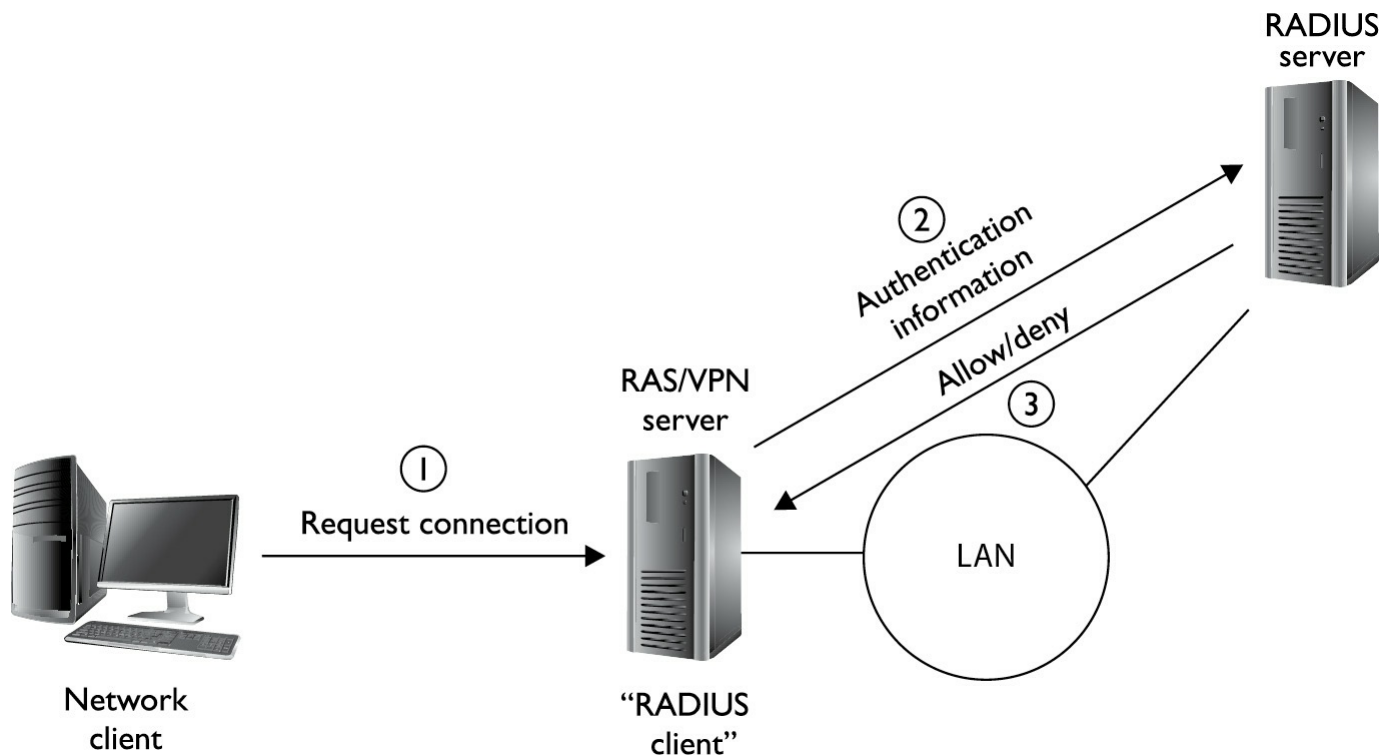 RADIUS
server
②
Authentication
information
Allow/deny
③
RAS/VPN
server
①
Request connection
LAN
Network
client
“RADIUS
client”